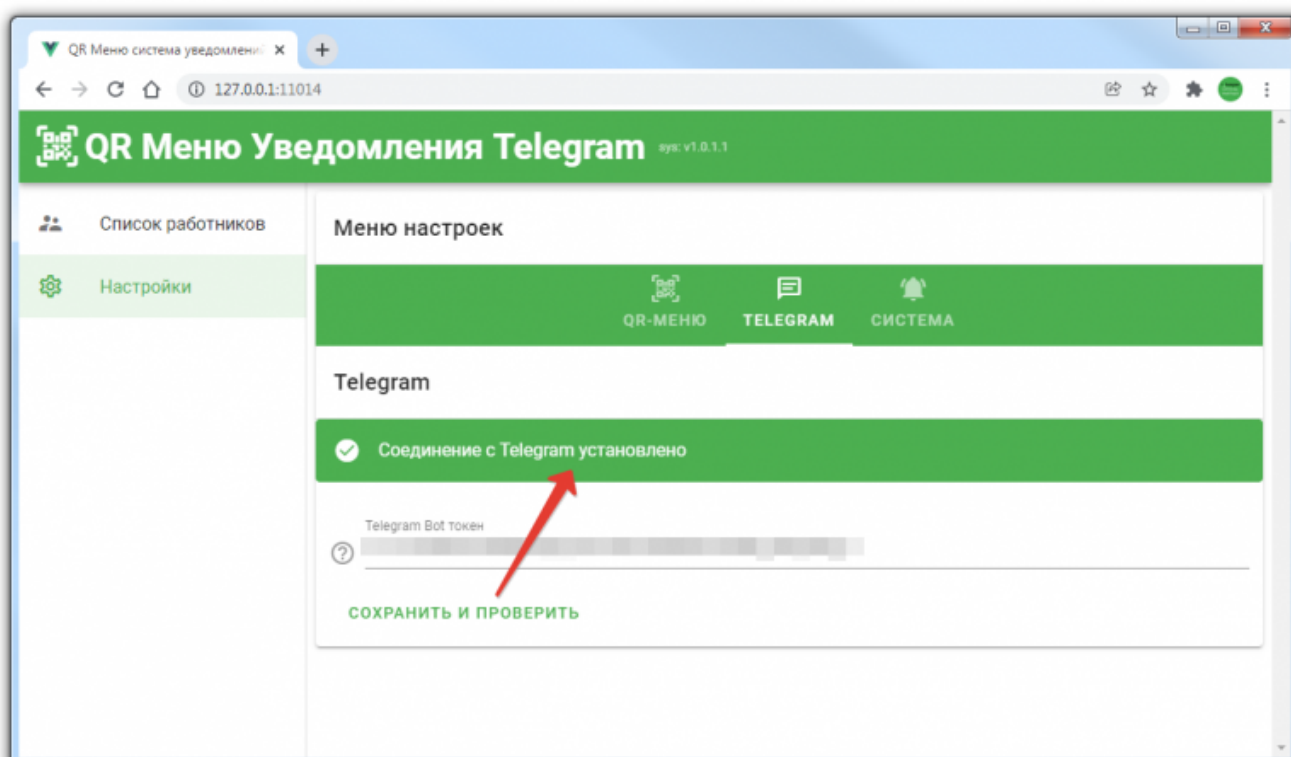 QR Меню система уведомлени
127.0.0.1:11014
QR Меню Уведомления Telegram sys: v1.0.1.1
Список работников
Настройки
Меню настроек
QR-МЕНЮ TELEGRAM СИСТЕМА
Telegram
Соединение с Telegram установлено
Telegram Bot токен
СОХРАНИТЬ И ПРОВЕРИТЬ